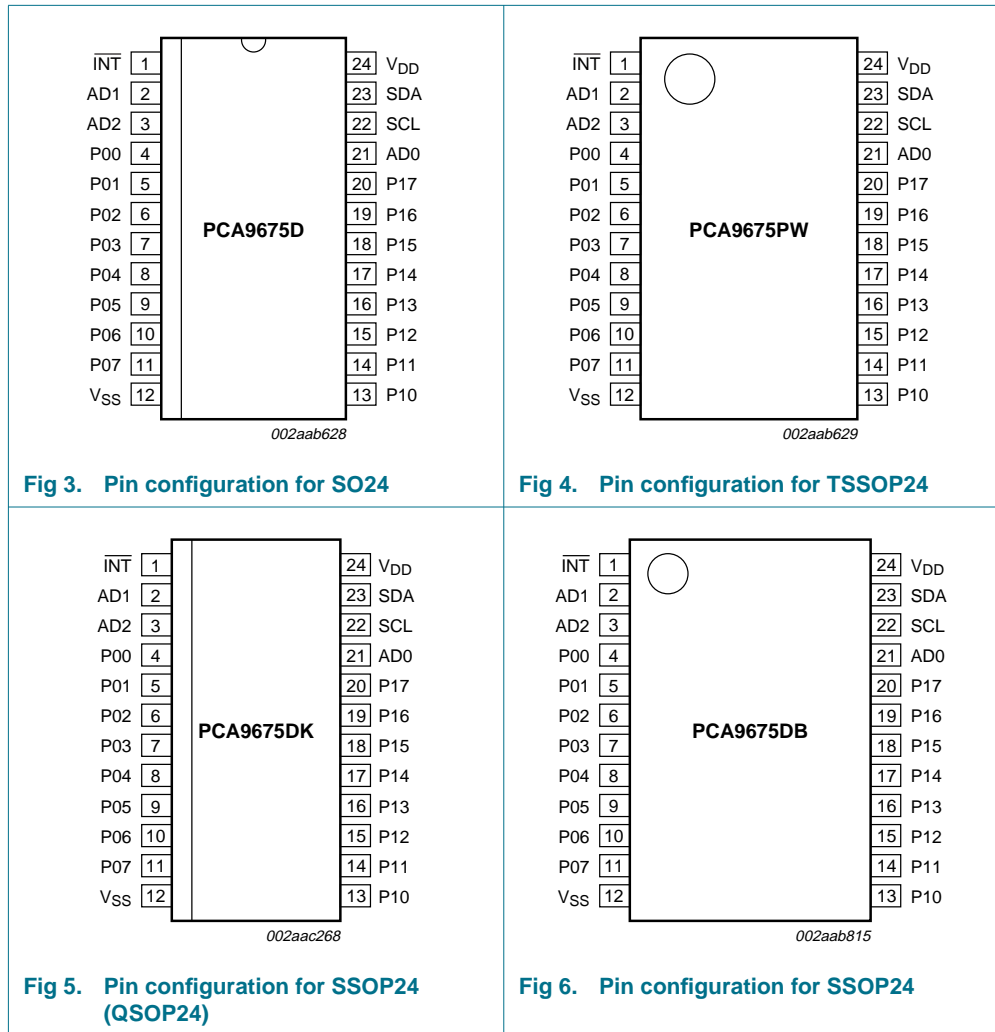 INT 1 24 VDD
AD1 2 23 SDA
AD2 3 22 SCL
P00 4 21 AD0
P01 5 20 P17
P02 6 19 P16
PCA9675D
P03 7 18 P15
P04 8 17 P14
P05 9 16 P13
P06 10 15 P12
P07 11 14 P11
VSS 12 13 P10
002aab628
Fig 3. Pin configuration for SO24
INT 1 24 VDD
AD1 2 23 SDA
AD2 3 22 SCL
P00 4 21 AD0
P01 5 20 P17
P02 6 19 P16
PCA9675PW
P03 7 18 P15
P04 8 17 P14
P05 9 16 P13
P06 10 15 P12
P07 11 14 P11
VSS 12 13 P10
002aab629
Fig 4. Pin configuration for TSSOP24
INT 1 24 VDD
AD1 2 23 SDA
AD2 3 22 SCL
P00 4 21 AD0
P01 5 20 P17
P02 6 19 P16
PCA9675DK
P03 7 18 P15
P04 8 17 P14
P05 9 16 P13
P06 10 15 P12
P07 11 14 P11
VSS 12 13 P10
002aac268
Fig 5. Pin configuration for SSOP24
(QSOP24)
INT 1 24 VDD
AD1 2 23 SDA
AD2 3 22 SCL
P00 4 21 AD0
P01 5 20 P17
P02 6 19 P16
PCA9675DB
P03 7 18 P15
P04 8 17 P14
P05 9 16 P13
P06 10 15 P12
P07 11 14 P11
VSS 12 13 P10
002aab815
Fig 6. Pin configuration for SSOP24